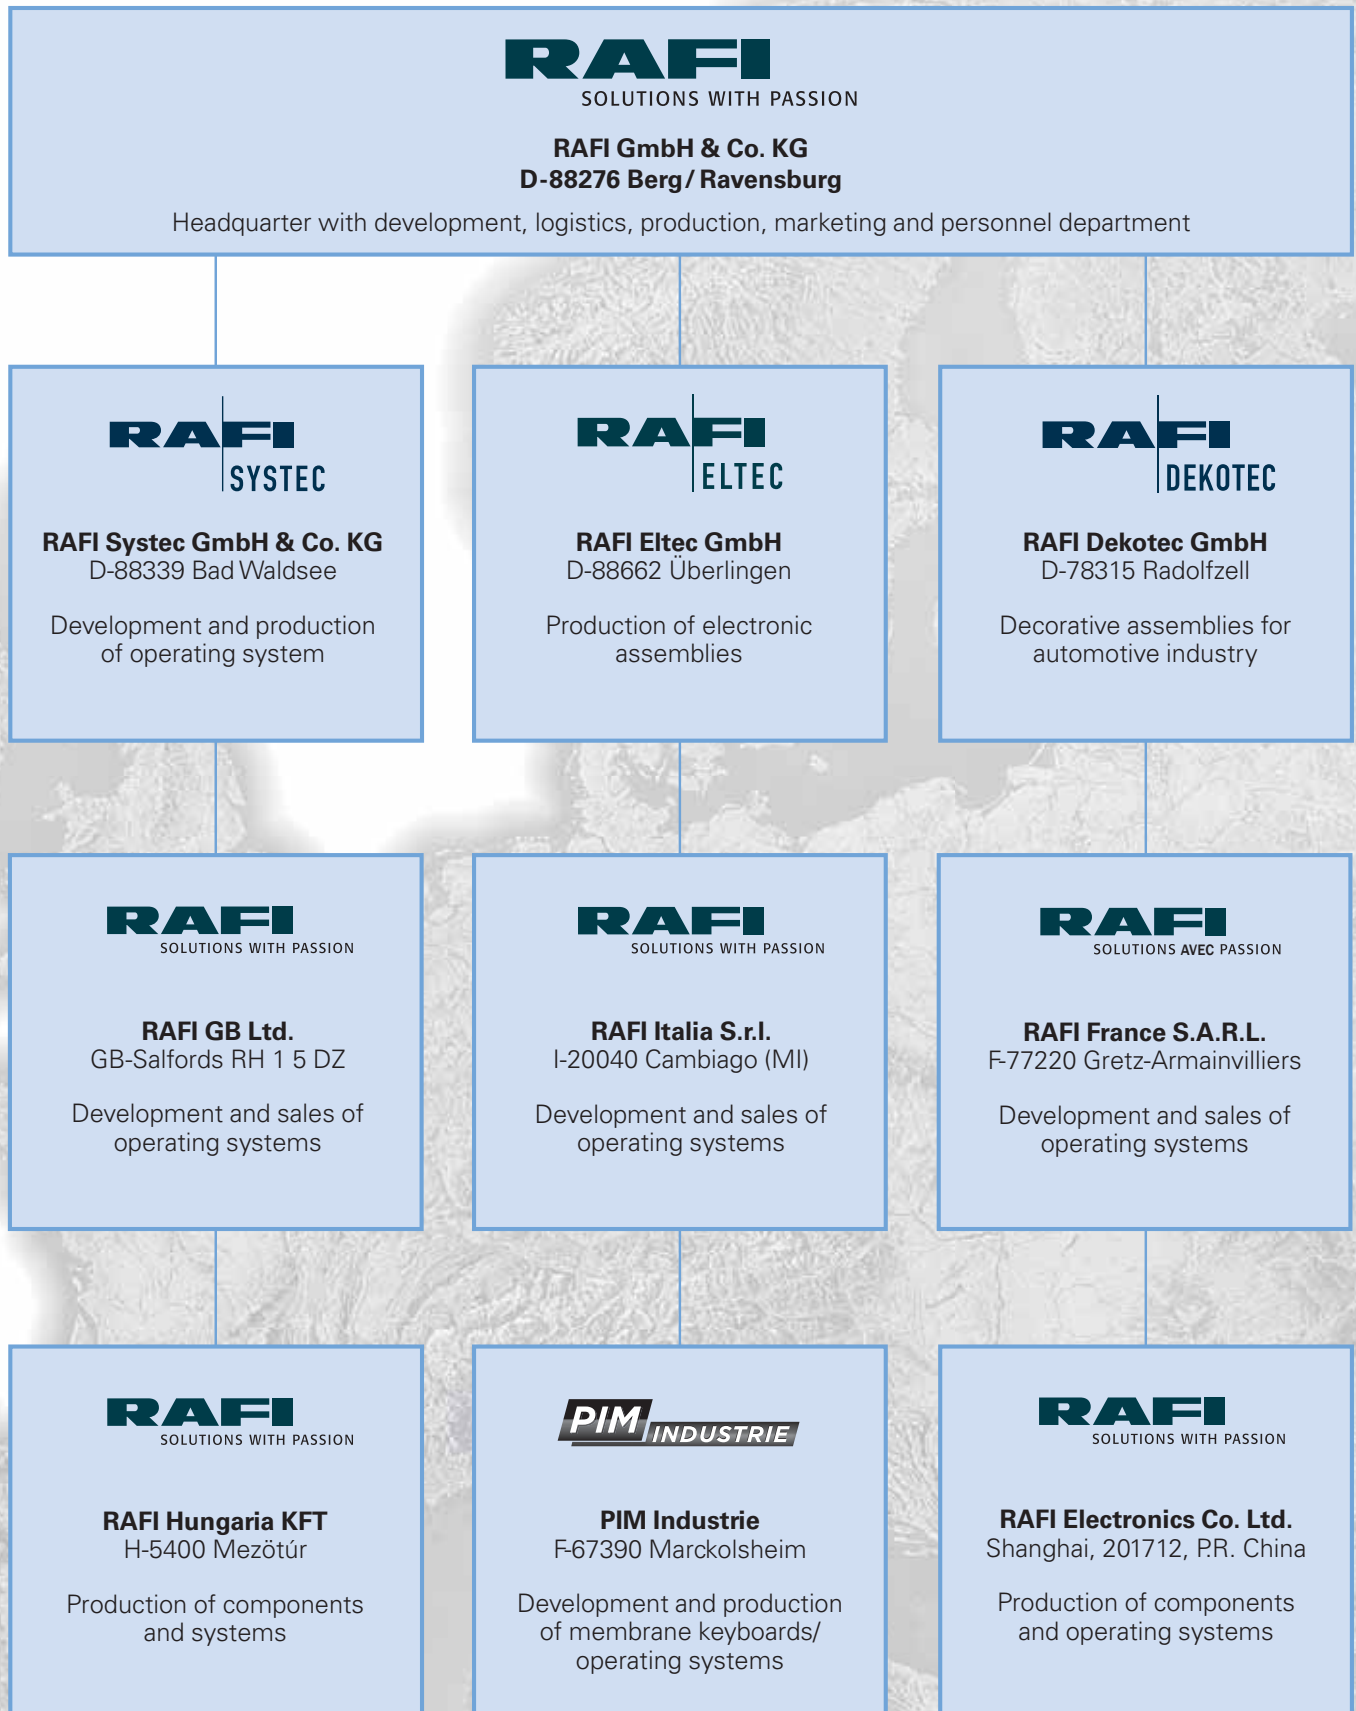 RAFI
SOLUTIONS WITH PASSION
RAFI GmbH & Co. KG
D-88276 Berg / Ravensburg
Headquarter with development, logistics, production, marketing and personnel department
RAFI
SYSTEC
RAFI Systec GmbH & Co. KG
D-88339 Bad Waldsee
Development and production
of operating system
RAFI
ELTEC
RAFI Eltec GmbH
D-88662 Überlingen
Production of electronic
assemblies
RAFI
DEKOTEC
RAFI Dekotec GmbH
D-78315 Radolfzell
Decorative assemblies for
automotive industry
RAFI
SOLUTIONS WITH PASSION
RAFI GB Ltd.
GB-Salfords RH 1 5 DZ
Development and sales of
operating systems
RAFI
SOLUTIONS WITH PASSION
RAFI Italia S.r.l.
I-20040 Cambiago (MI)
Development and sales of
operating systems
RAFI
SOLUTIONS AVEC PASSION
RAFI France S.A.R.L.
F-77220 Gretz-Armainvilliers
Development and sales of
operating systems
RAFI
SOLUTIONS WITH PASSION
RAFI Hungaria KFT
H-5400 Mezötúr
Production of components
and systems
PIM INDUSTRIE
PIM Industrie
F-67390 Marckolsheim
Development and production
of membrane keyboards/
operating systems
RAFI
SOLUTIONS WITH PASSION
RAFI Electronics Co. Ltd.
Shanghai, 201712, P.R. China
Production of components
and operating systems